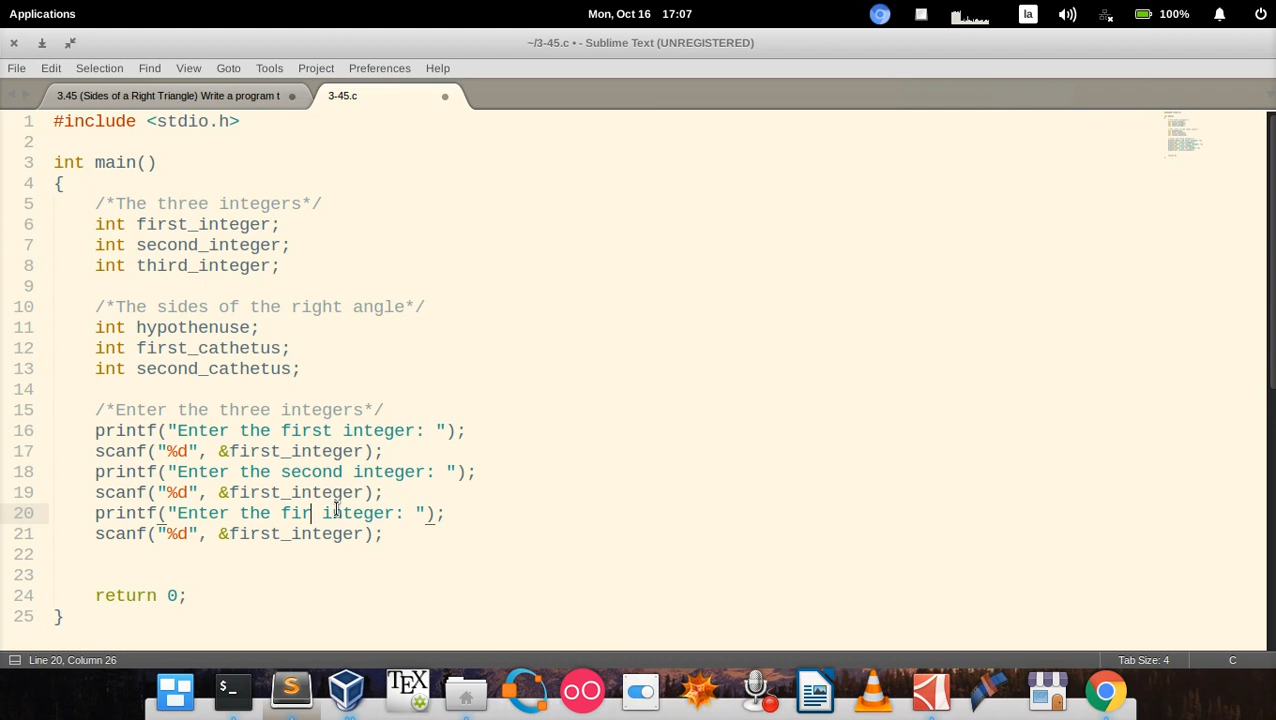 Applications
Mon, Oct 16 17:07
la
100%
~/3-45.c • - Sublime Text (UNREGISTERED)
File Edit Selection Find View Goto Tools Project Preferences Help
3.45 (Sides of a Right Triangle) Write a program t
3-45.c
1 #include <stdio.h>
2
3 int main()
4 {
5 /*The three integers*/
6 int first_integer;
7 int second_integer;
8 int third_integer;
9
10 /*The sides of the right angle*/
11 int hypothenuse;
12 int first_cathetus;
13 int second_cathetus;
14
15 /*Enter the three integers*/
16 printf("Enter the first integer: ");
17 scanf("%d", &first_integer);
18 printf("Enter the second integer: ");
19 scanf("%d", &first_integer);
20 printf("Enter the fir integer: ");
21 scanf("%d", &first_integer);
22
23
24 return 0;
25 }
Line 20, Column 26
Tab Size: 4
C
>_
TEX